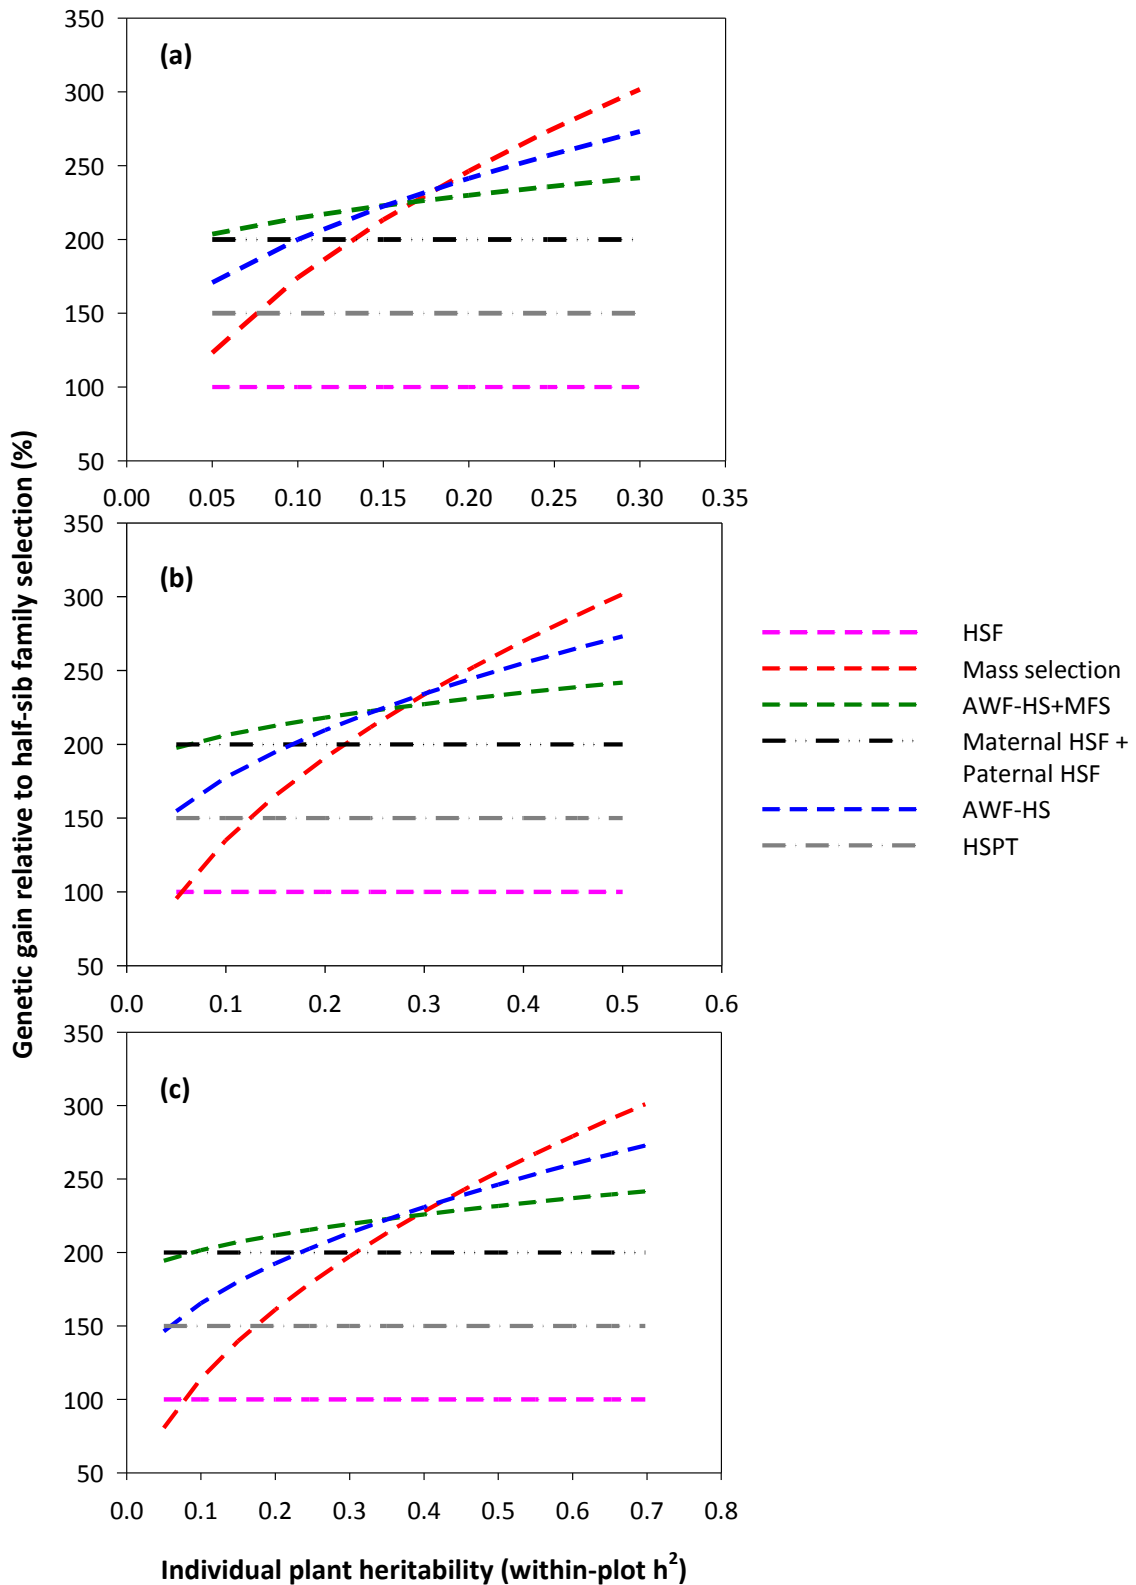 Genetic gain relative to half-sib family selection (%)
(a)
350
300
250
200
150
100
50
0.00 0.05 0.10 0.15 0.20 0.25 0.30 0.35
(b)
350
300
250
200
150
100
50
0.0 0.1 0.2 0.3 0.4 0.5 0.6
(c)
350
300
250
200
150
100
50
0.0 0.1 0.2 0.3 0.4 0.5 0.6 0.7 0.8
Individual plant heritability (within-plot h²)
HSF
Mass selection
AWF-HS+MFS
Maternal HSF +
Paternal HSF
AWF-HS
HSPT